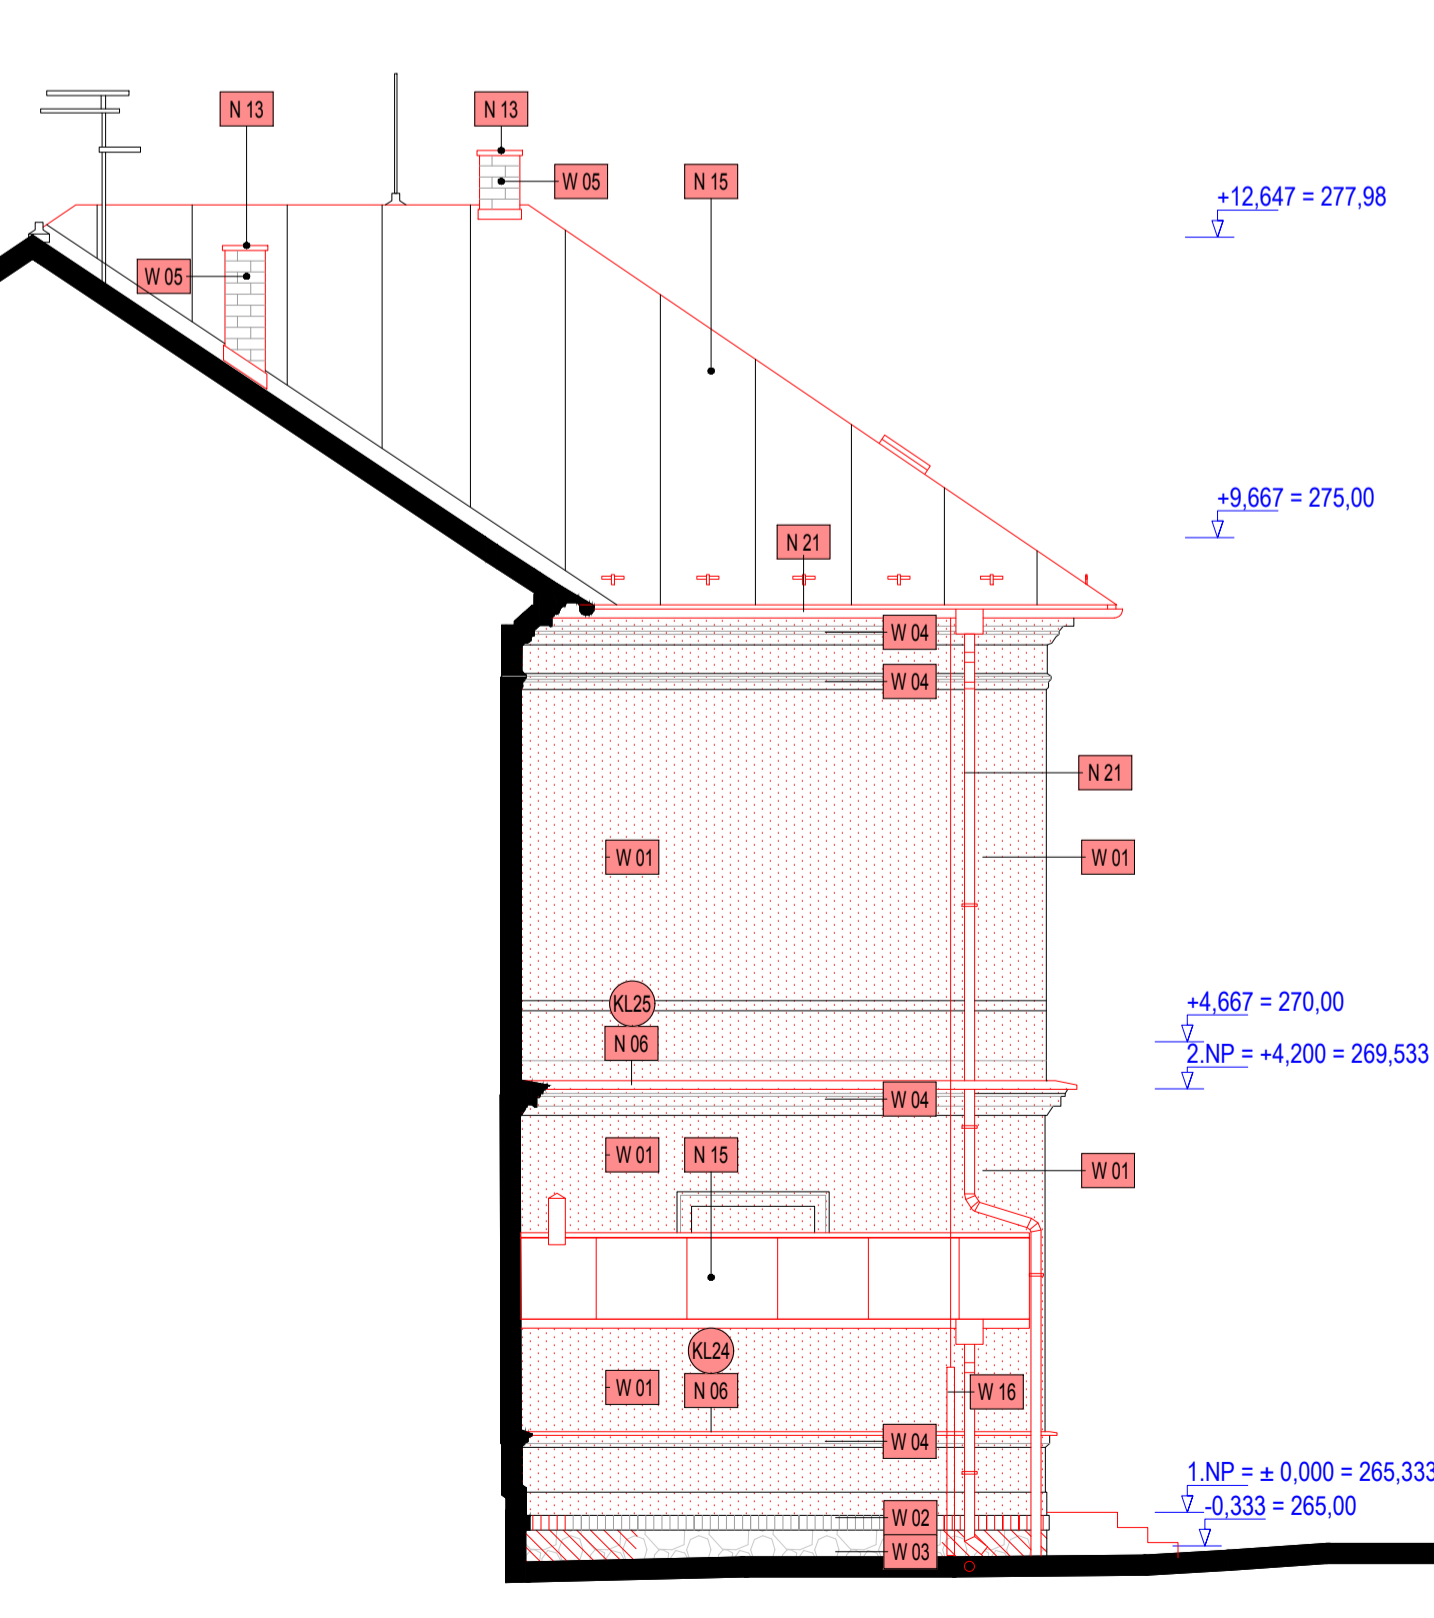 N 13
N 13
W 05
N 15
+12,647 = 277,98
W 05
+9,667 = 275,00
N 21
W 04
W 04
N 21
W 01
W 01
KL25
+4,667 = 270,00
N 06
2.NP = +4,200 = 269,533
W 04
W 01
N 15
W 01
KL24
W 01
N 06
W 16
W 04
1.NP = ± 0,000 = 265,333
-0,333 = 265,00
W 02
W 03